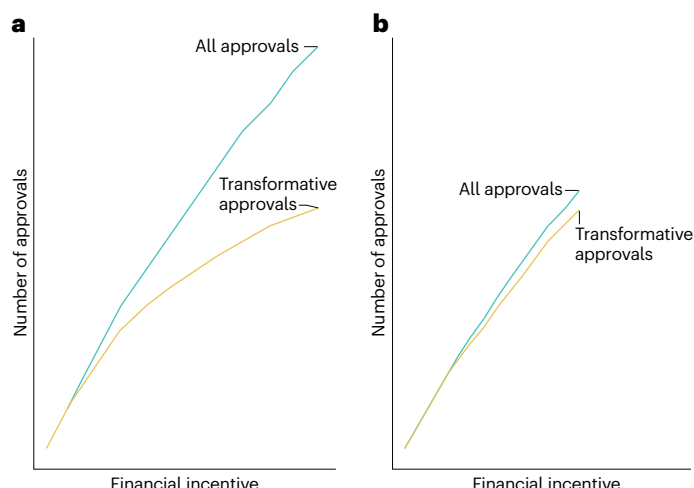 a
All approvals
Transformative
approvals
Number of approvals
Financial incentive
b
All approvals
Transformative
approvals
Number of approvals
Financial incentive